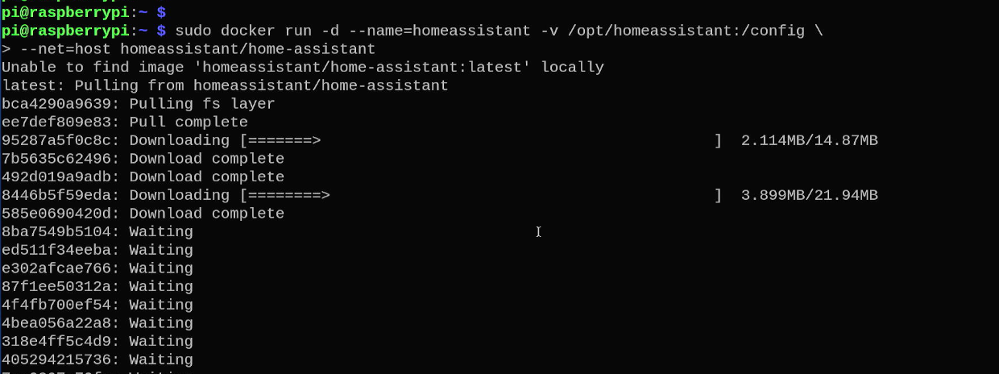 pi@raspberrypi:~ $
pi@raspberrypi:~ $ sudo docker run -d --name=homeassistant -v /opt/homeassistant:/config \
> --net=host homeassistant/home-assistant
Unable to find image 'homeassistant/home-assistant:latest' locally
latest: Pulling from homeassistant/home-assistant
bca4290a9639: Pulling fs layer
ee7def809e83: Pull complete
95287a5f0c8c: Downloading [=======>                                           ]  2.114MB/14.87MB
7b5635c62496: Download complete
492d019a9adb: Download complete
8446b5f59eda: Downloading [========>                                          ]  3.899MB/21.94MB
585e0690420d: Download complete
8ba7549b5104: Waiting
ed511f34eeba: Waiting
e302afcae766: Waiting
87f1ee50312a: Waiting
4f4fb700ef54: Waiting
4bea056a22a8: Waiting
318e4ff5c4d9: Waiting
405294215736: Waiting